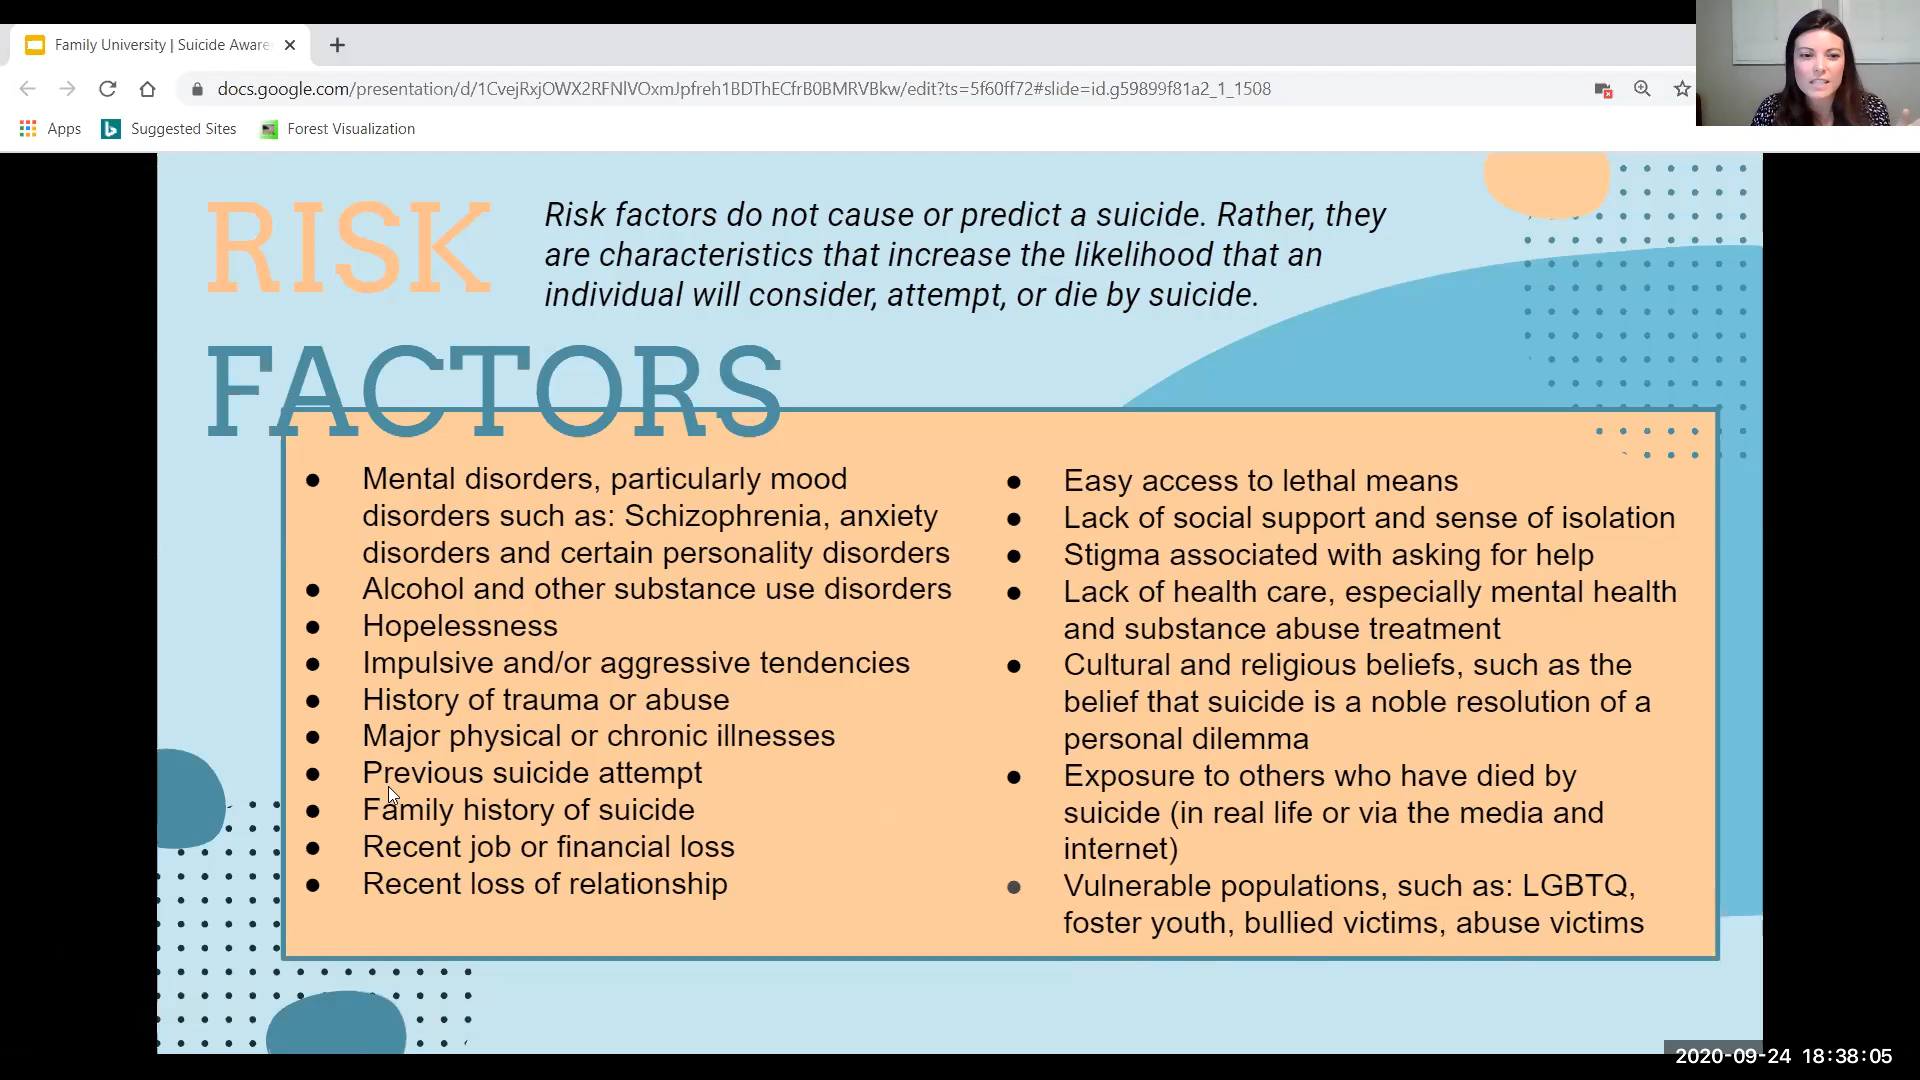 Family University | Suicide Aware
docs.google.com/presentation/d/1CvejRxjOWX2RFNlVOxmJpfreh1BDThECfrB0BMRVBkw/edit?ts=5f60ff72#slide=id.g59899f81a2_1_1508
Apps Suggested Sites Forest Visualization
RISK
Risk factors do not cause or predict a suicide. Rather, they
are characteristics that increase the likelihood that an
individual will consider, attempt, or die by suicide.
FACTORS
● Mental disorders, particularly mood
disorders such as: Schizophrenia, anxiety
disorders and certain personality disorders
● Alcohol and other substance use disorders
● Hopelessness
● Impulsive and/or aggressive tendencies
● History of trauma or abuse
● Major physical or chronic illnesses
● Previous suicide attempt
● Family history of suicide
● Recent job or financial loss
● Recent loss of relationship
● Easy access to lethal means
● Lack of social support and sense of isolation
● Stigma associated with asking for help
● Lack of health care, especially mental health
and substance abuse treatment
● Cultural and religious beliefs, such as the
belief that suicide is a noble resolution of a
personal dilemma
● Exposure to others who have died by
suicide (in real life or via the media and
internet)
● Vulnerable populations, such as: LGBTQ,
foster youth, bullied victims, abuse victims
2020-09-24 18:38:05